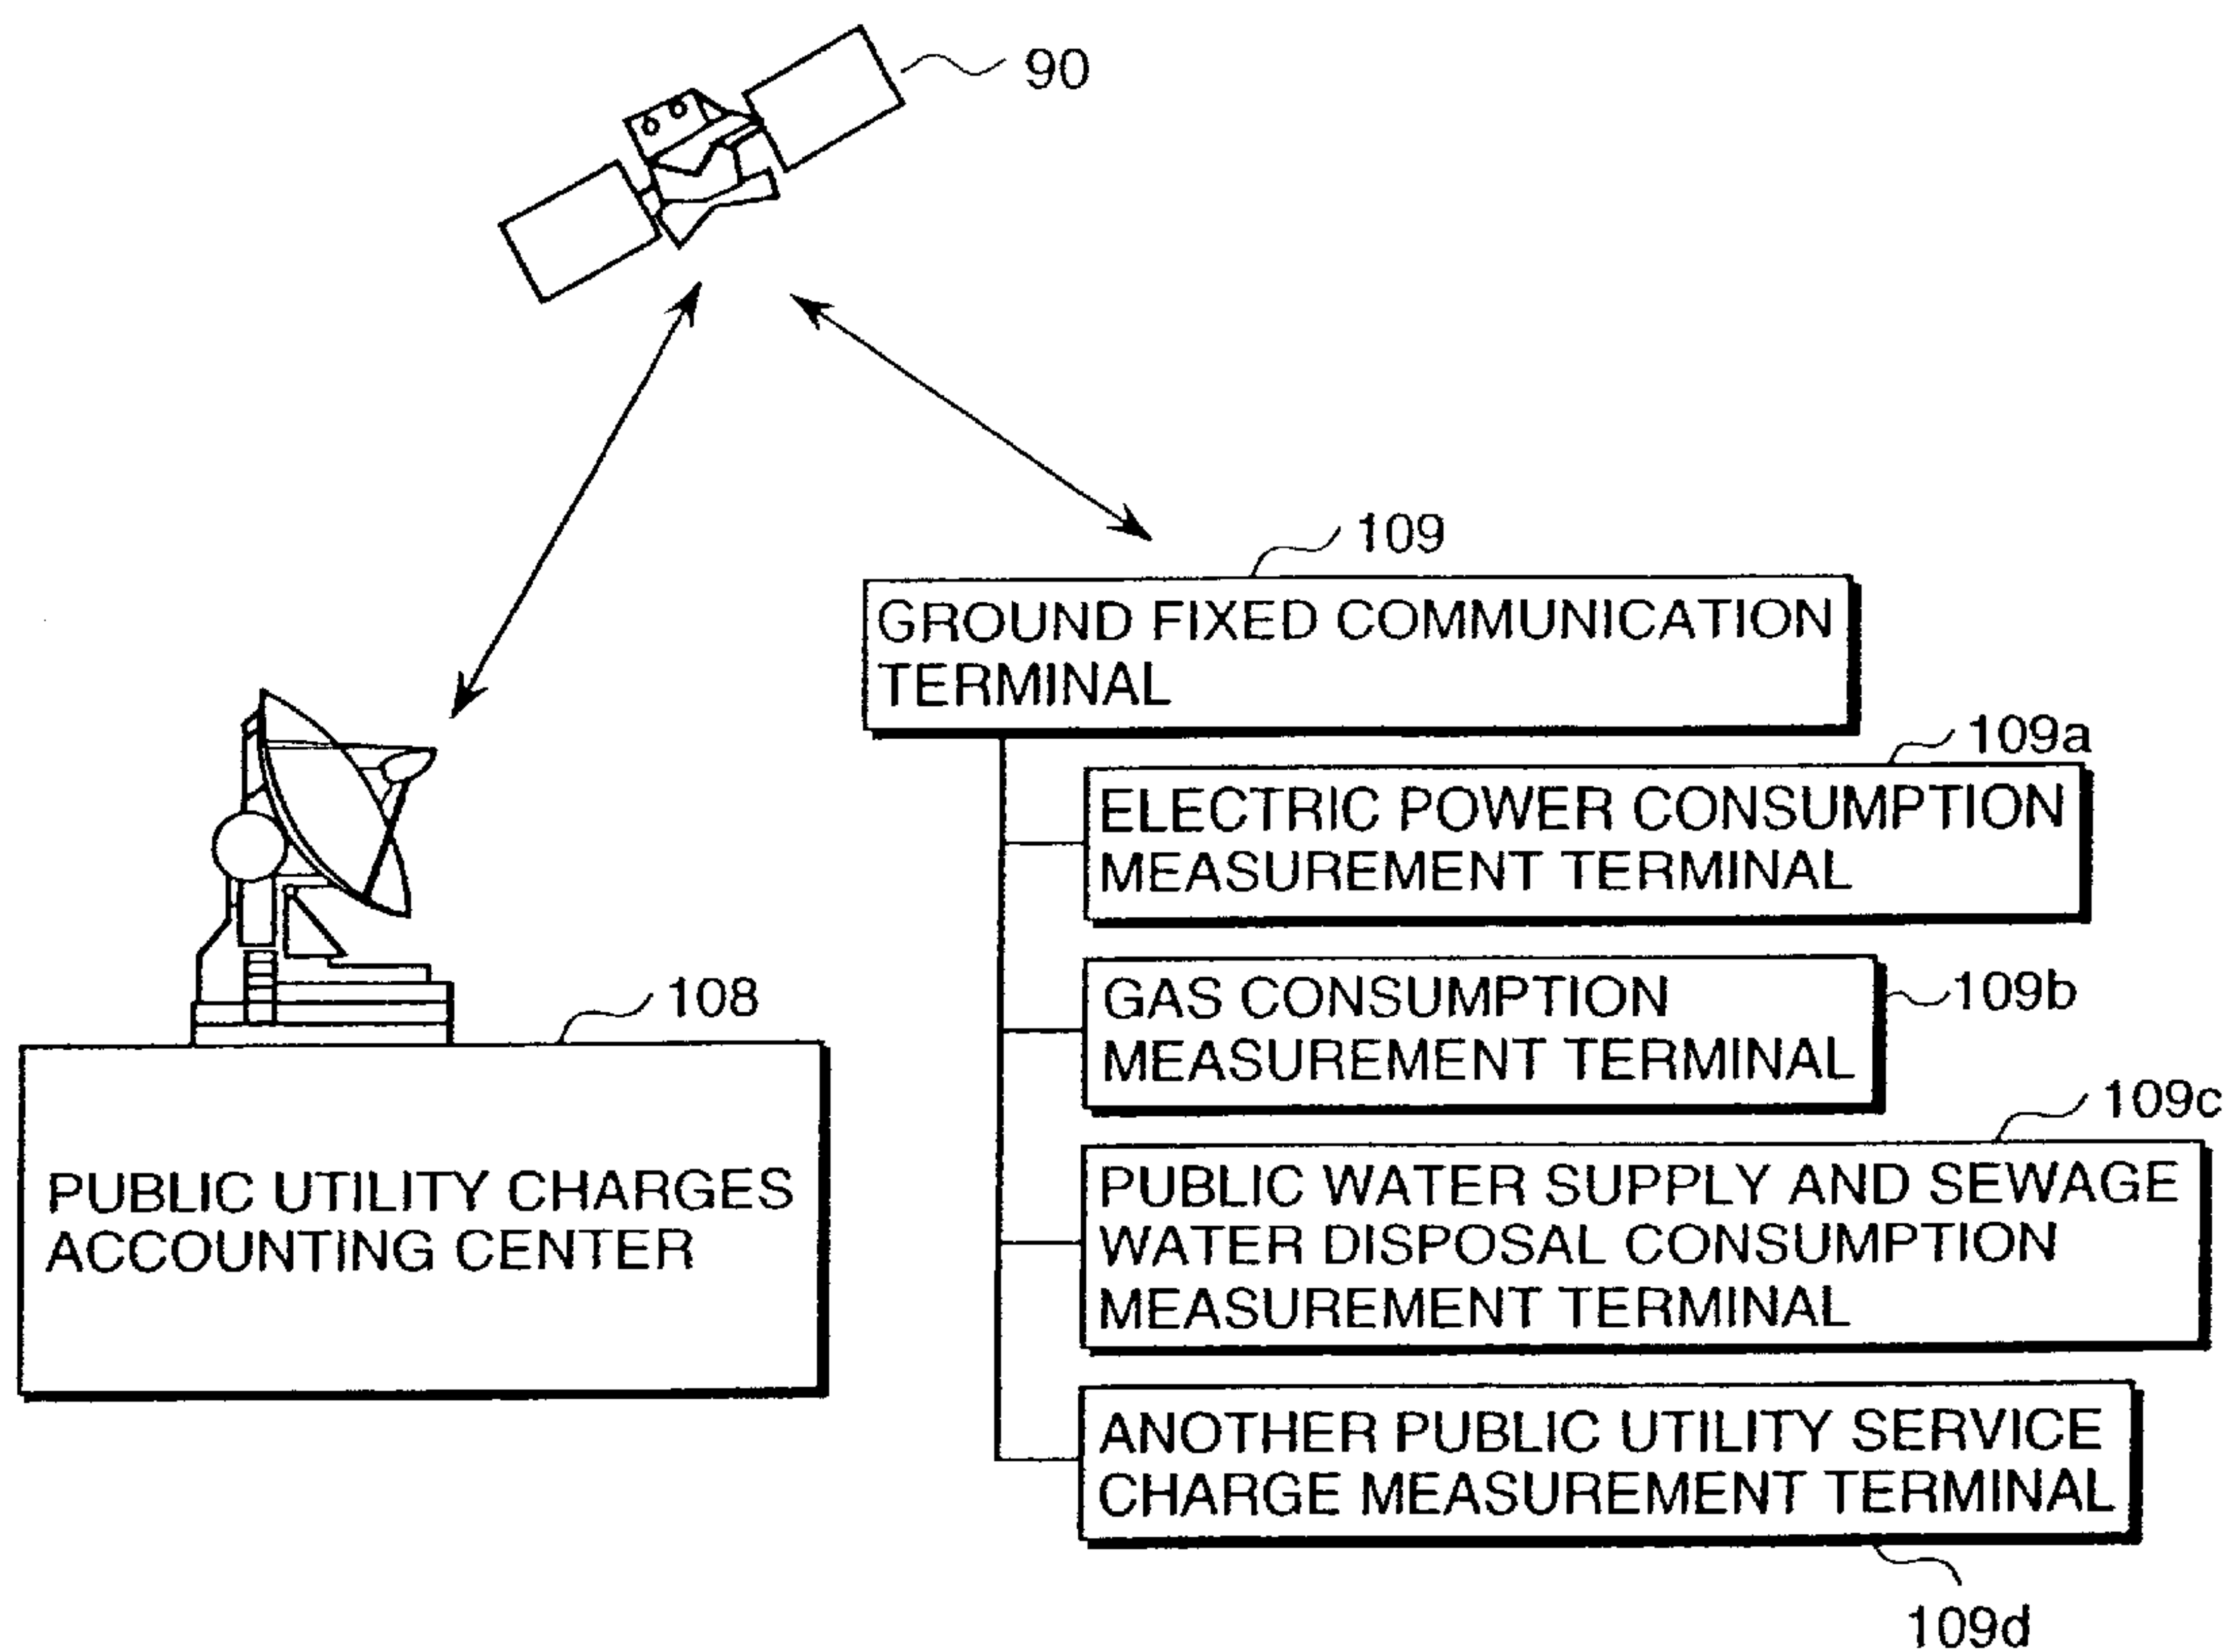 90
109
GROUND FIXED COMMUNICATION
TERMINAL
109a
ELECTRIC POWER CONSUMPTION
MEASUREMENT TERMINAL
GAS CONSUMPTION
MEASUREMENT TERMINAL
109b
108
PUBLIC UTILITY CHARGES
ACCOUNTING CENTER
109c
PUBLIC WATER SUPPLY AND SEWAGE
WATER DISPOSAL CONSUMPTION
MEASUREMENT TERMINAL
ANOTHER PUBLIC UTILITY SERVICE
CHARGE MEASUREMENT TERMINAL
109d